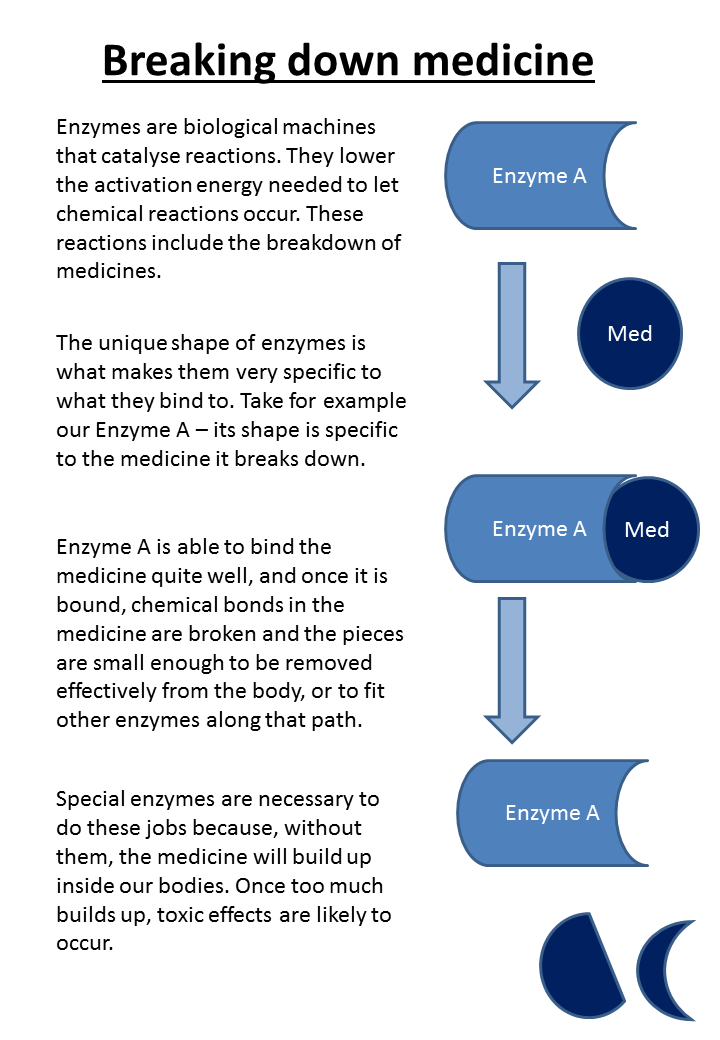 Breaking down medicine
Enzymes are biological machines
that catalyse reactions. They lower
the activation energy needed to let
chemical reactions occur. These
reactions include the breakdown of
medicines.
Enzyme A
Med
The unique shape of enzymes is
what makes them very specific to
what they bind to. Take for example
our Enzyme A – its shape is specific
to the medicine it breaks down.
Enzyme A
Med
Enzyme A is able to bind the
medicine quite well, and once it is
bound, chemical bonds in the
medicine are broken and the pieces
are small enough to be removed
effectively from the body, or to fit
other enzymes along that path.
Special enzymes are necessary to
do these jobs because, without
them, the medicine will build up
inside our bodies. Once too much
builds up, toxic effects are likely to
occur.
Enzyme A